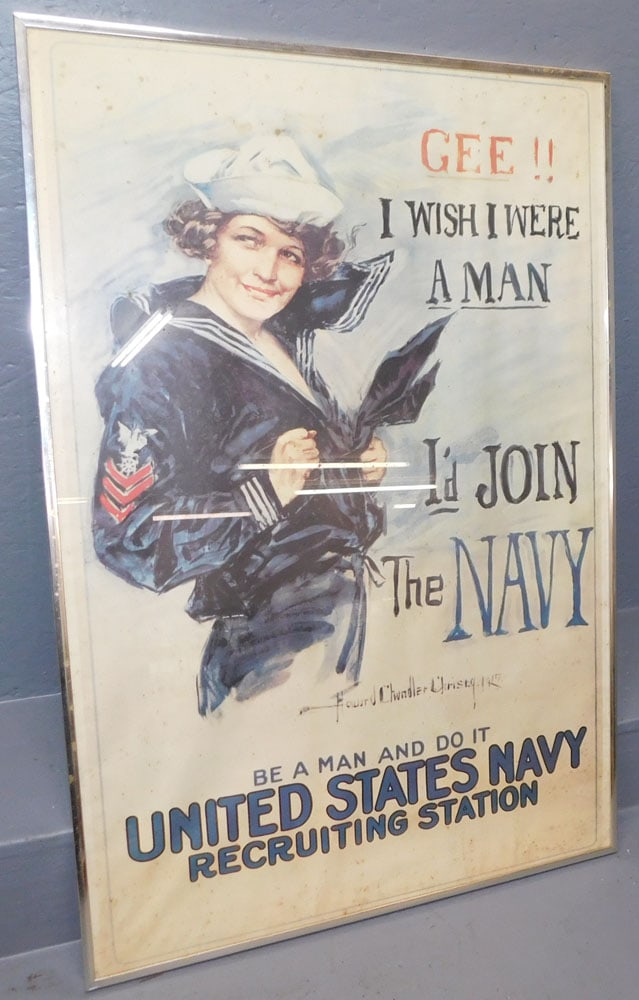 GEE !!
I WISH I WERE
A MAN
I'd JOIN
The NAVY
Howard Chandler Christy 1917
BE A MAN AND DO IT
UNITED STATES NAVY
RECRUITING STATION